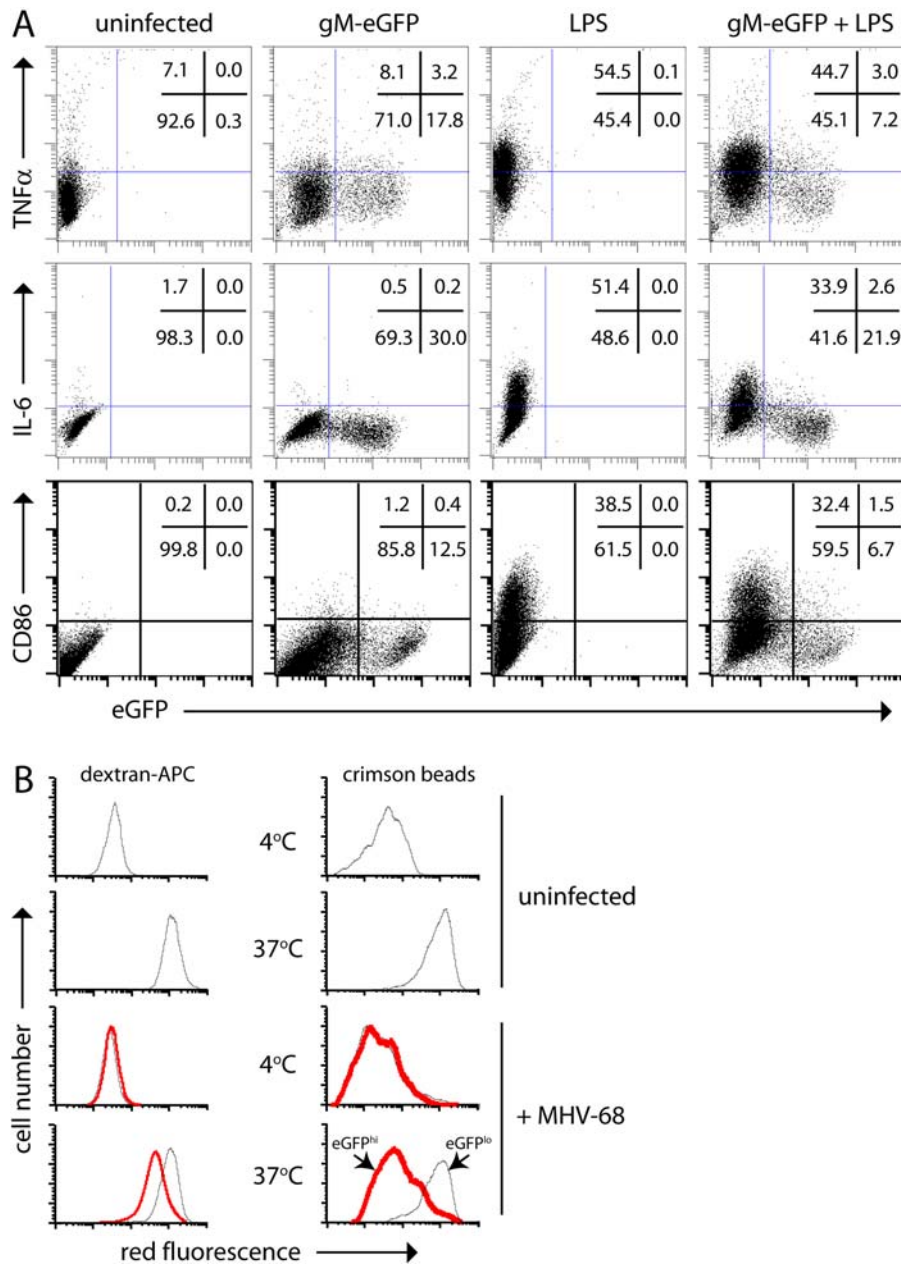 A
uninfected gM-eGFP LPS gM-eGFP + LPS
TNFα
7.1 0.0 8.1 3.2 54.5 0.1 44.7 3.0
92.6 0.3 71.0 17.8 45.4 0.0 45.1 7.2
IL-6
1.7 0.0 0.5 0.2 51.4 0.0 33.9 2.6
98.3 0.0 69.3 30.0 48.6 0.0 41.6 21.9
CD86
0.2 0.0 1.2 0.4 38.5 0.0 32.4 1.5
99.8 0.0 85.8 12.5 61.5 0.0 59.5 6.7
eGFP
B
dextran-APC crimson beads
4°C
uninfected
37°C
cell number
4°C
+ MHV-68
eGFPhi eGFPlo
37°C
red fluorescence